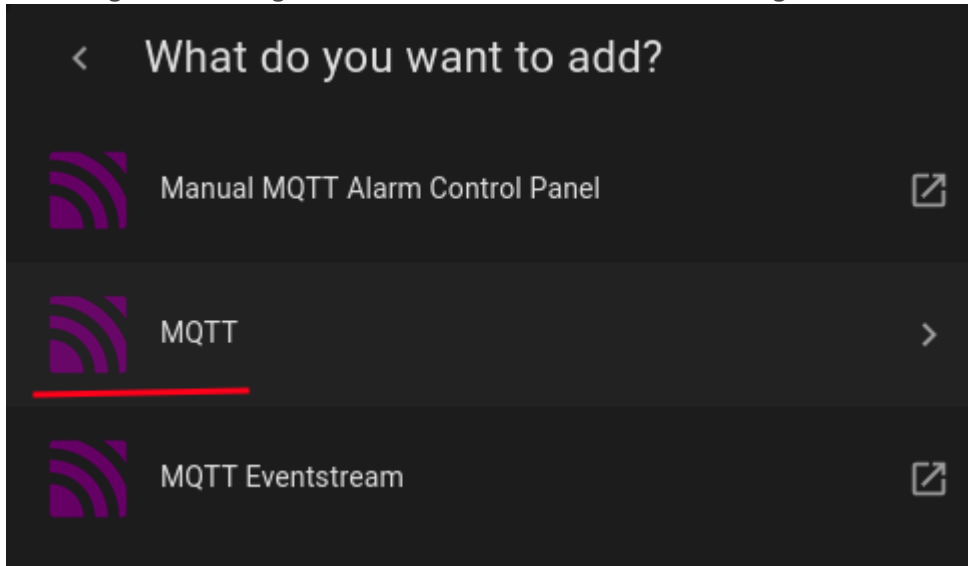 What do you want to add?
Manual MQTT Alarm Control Panel
MQTT
MQTT Eventstream